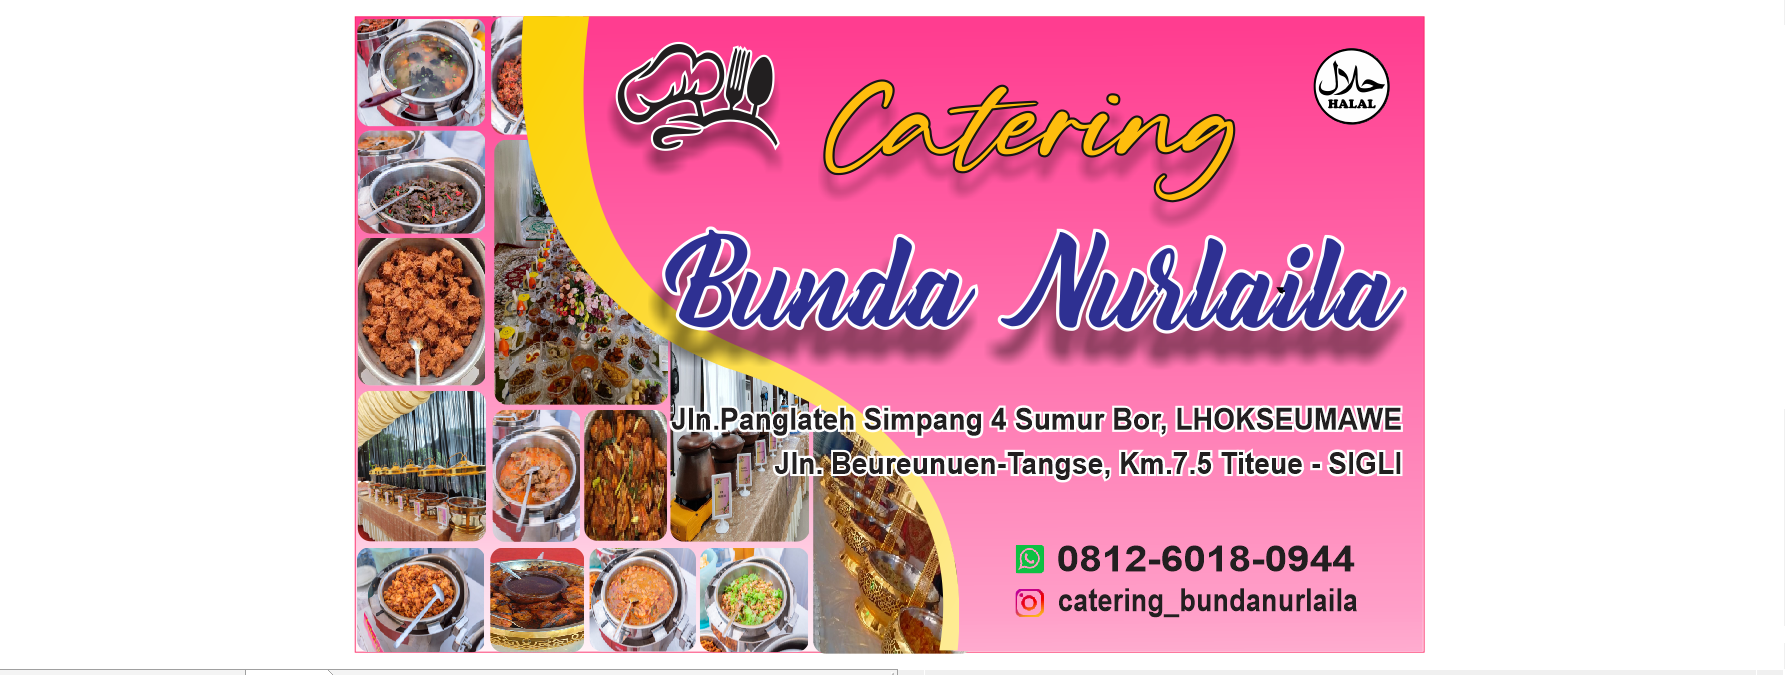 Catering
حلال
HALAL
Bunda Nurlaila
Jln.Panglateh Simpang 4 Sumur Bor, LHOKSEUMAWE
Jln. Beureunuen-Tangse, Km.7.5 Titeue - SIGLI
0812-6018-0944
catering_bundanurlaila